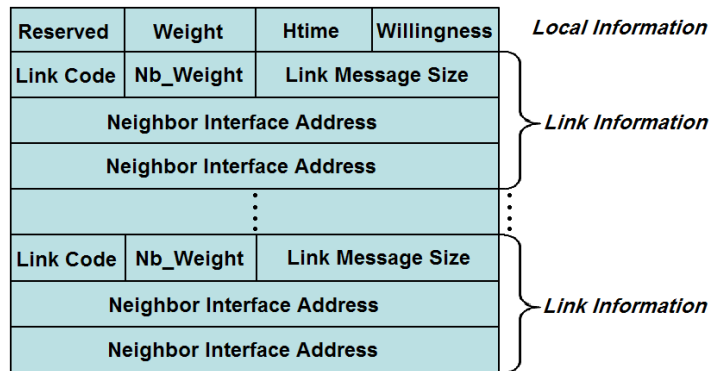 Reserved Weight Htime Willingness Local Information
Link Code Nb_Weight Link Message Size
Neighbor Interface Address Link Information
Neighbor Interface Address
Link Code Nb_Weight Link Message Size
Neighbor Interface Address Link Information
Neighbor Interface Address